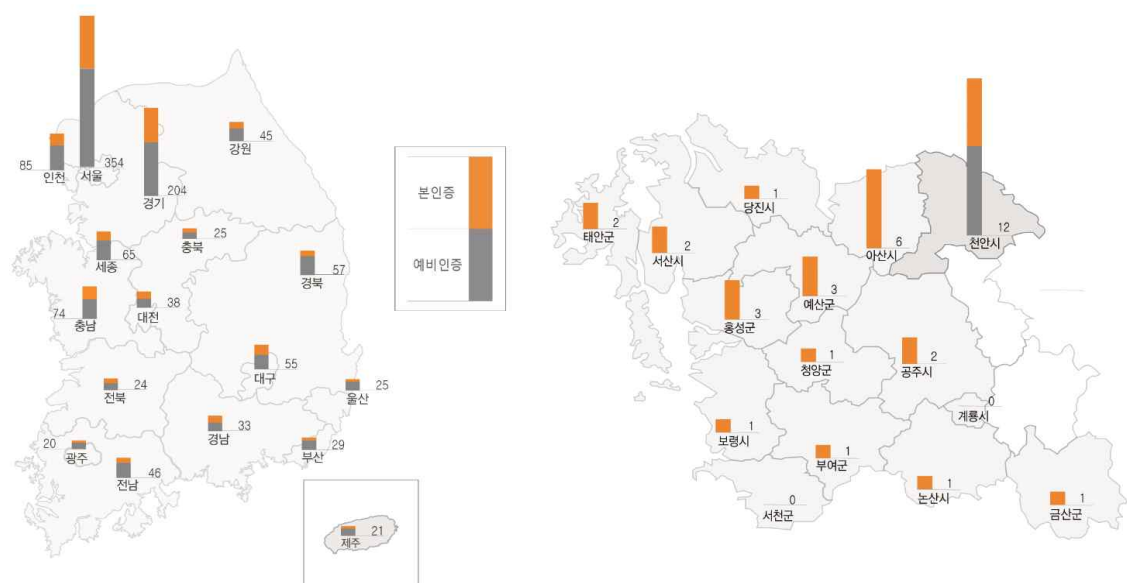 45
강원
85
인천
354
서울
204
경기
25
충북
65
세종
57
경북
74
충남
38
대전
55
대구
24
전북
25
울산
33
경남
29
부산
20
광주
46
전남
21
제주
본인증
예비인증
1
당진시
2
태안군
2
서산시
6
아산시
12
천안시
3
예산군
3
홍성군
1
청양군
2
공주시
0
계룡시
1
보령시
1
부여군
1
논산시
0
서천군
1
금산군